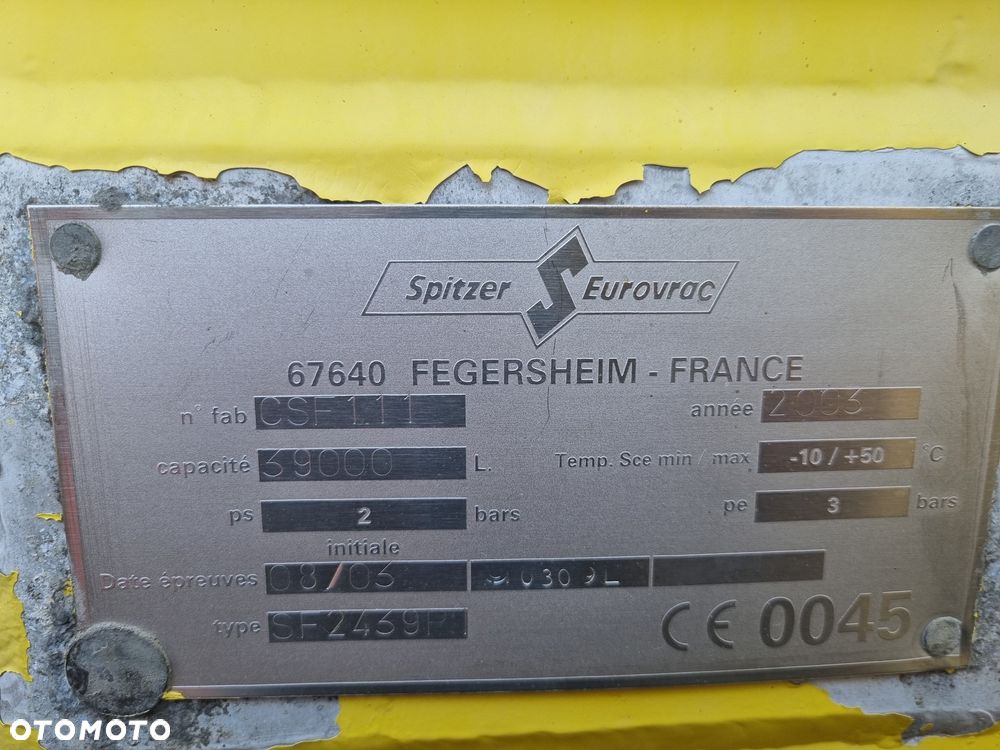 Spitzer S Eurovrac
67640 FEGERSHEIM - FRANCE
n° fab CSF111 année 2003
capacité 39000 L. Temp. Sce min / max -10 / +50 °C
ps 2 bars pe 3 bars
initiale
Date épreuves 08/03
type SF2439P CE 0045
OTOMOTO